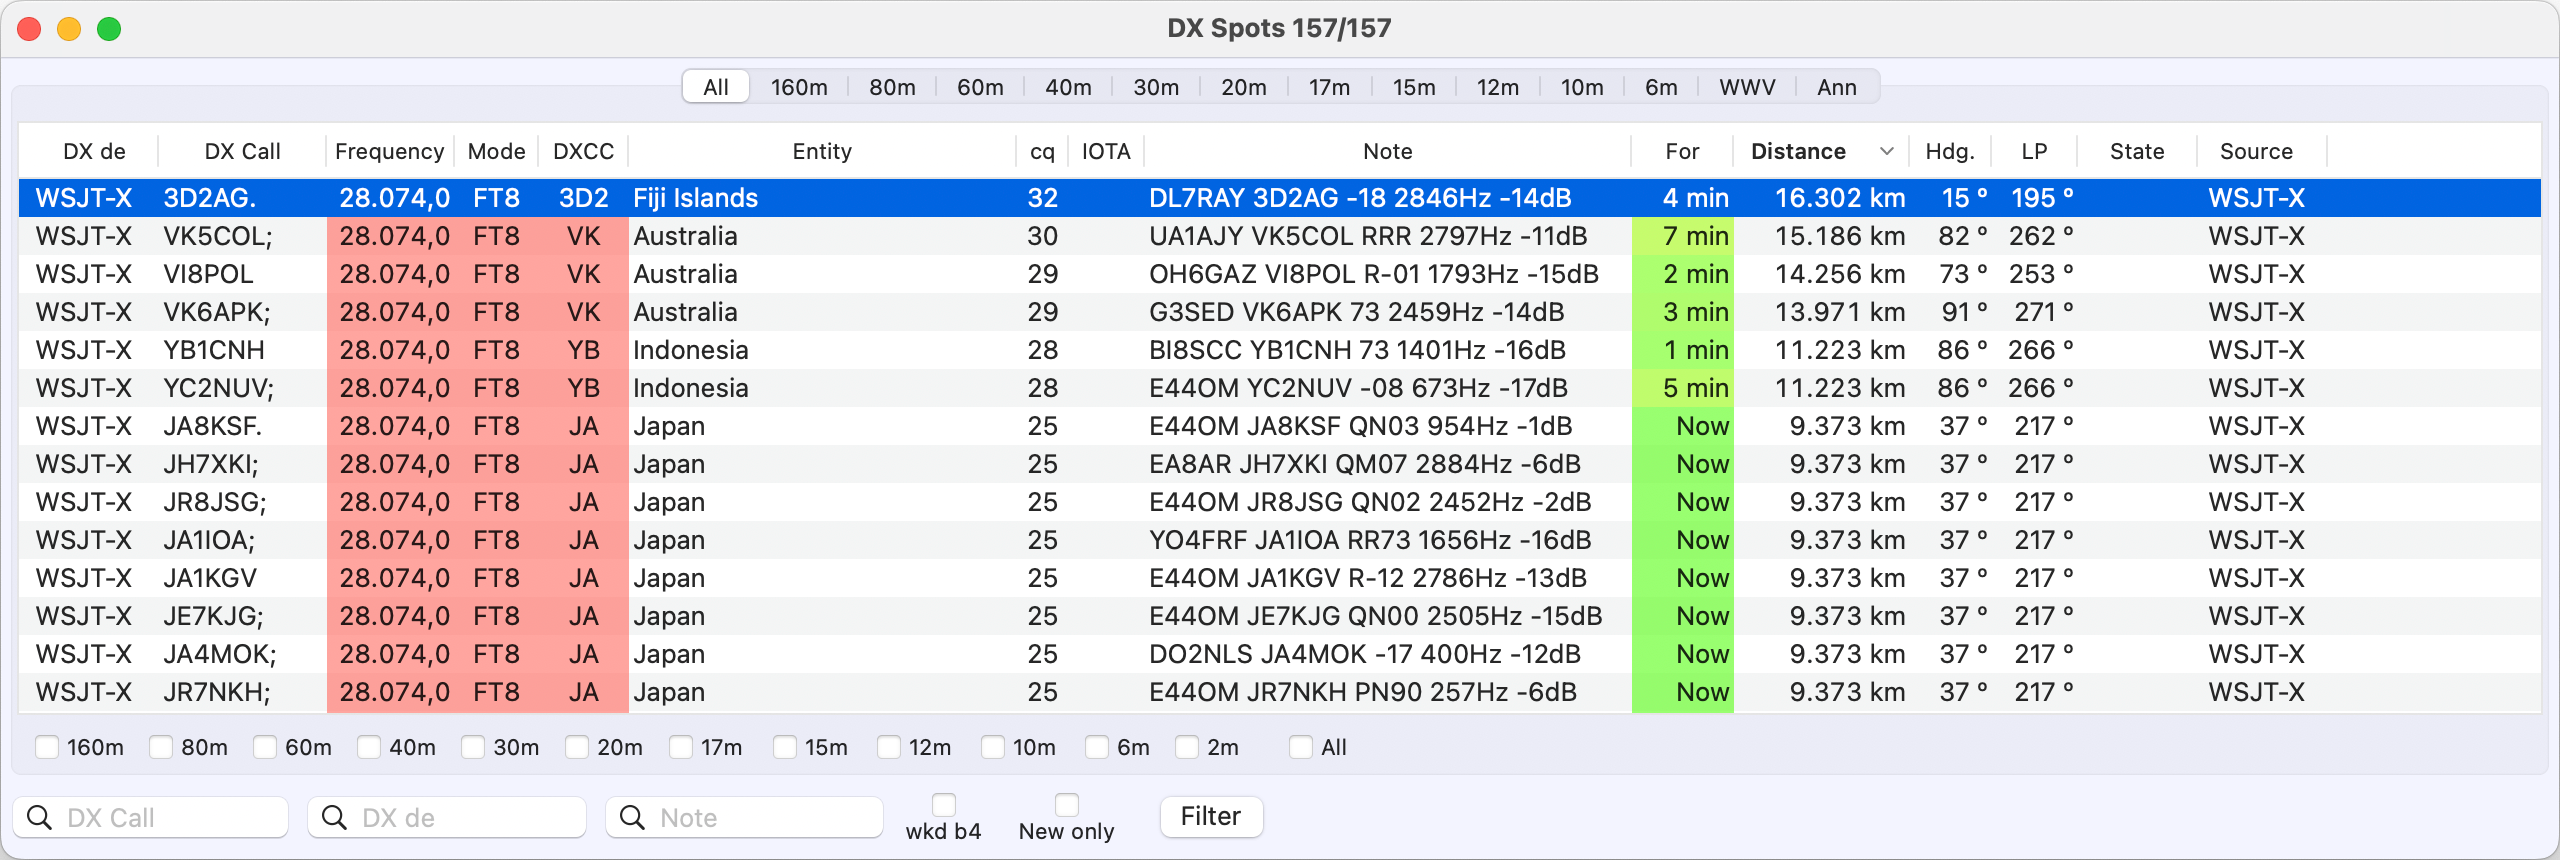 DX Spots 157/157
All 160m 80m 60m 40m 30m 20m 17m 15m 12m 10m 6m WWV Ann
DX de DX Call Frequency Mode DXCC Entity cq IOTA Note For Distance Hdg. LP State Source
WSJT-X 3D2AG. 28.074,0 FT8 3D2 Fiji Islands 32 DL7RAY 3D2AG -18 2846Hz -14dB 4 min 16.302 km 15 º 195 º WSJT-X
WSJT-X VK5COL; 28.074,0 FT8 VK Australia 30 UA1AJY VK5COL RRR 2797Hz -11dB 7 min 15.186 km 82 º 262 º WSJT-X
WSJT-X VI8POL 28.074,0 FT8 VK Australia 29 OH6GAZ VI8POL R-01 1793Hz -15dB 2 min 14.256 km 73 º 253 º WSJT-X
WSJT-X VK6APK; 28.074,0 FT8 VK Australia 29 G3SED VK6APK 73 2459Hz -14dB 3 min 13.971 km 91 º 271 º WSJT-X
WSJT-X YB1CNH 28.074,0 FT8 YB Indonesia 28 BI8SCC YB1CNH 73 1401Hz -16dB 1 min 11.223 km 86 º 266 º WSJT-X
WSJT-X YC2NUV; 28.074,0 FT8 YB Indonesia 28 E44OM YC2NUV -08 673Hz -17dB 5 min 11.223 km 86 º 266 º WSJT-X
WSJT-X JA8KSF. 28.074,0 FT8 JA Japan 25 E44OM JA8KSF QN03 954Hz -1dB Now 9.373 km 37 º 217 º WSJT-X
WSJT-X JH7XKI; 28.074,0 FT8 JA Japan 25 EA8AR JH7XKI QM07 2884Hz -6dB Now 9.373 km 37 º 217 º WSJT-X
WSJT-X JR8JSG; 28.074,0 FT8 JA Japan 25 E44OM JR8JSG QN02 2452Hz -2dB Now 9.373 km 37 º 217 º WSJT-X
WSJT-X JA1IOA; 28.074,0 FT8 JA Japan 25 YO4FRF JA1IOA RR73 1656Hz -16dB Now 9.373 km 37 º 217 º WSJT-X
WSJT-X JA1KGV 28.074,0 FT8 JA Japan 25 E44OM JA1KGV R-12 2786Hz -13dB Now 9.373 km 37 º 217 º WSJT-X
WSJT-X JE7KJG; 28.074,0 FT8 JA Japan 25 E44OM JE7KJG QN00 2505Hz -15dB Now 9.373 km 37 º 217 º WSJT-X
WSJT-X JA4MOK; 28.074,0 FT8 JA Japan 25 DO2NLS JA4MOK -17 400Hz -12dB Now 9.373 km 37 º 217 º WSJT-X
WSJT-X JR7NKH; 28.074,0 FT8 JA Japan 25 E44OM JR7NKH PN90 257Hz -6dB Now 9.373 km 37 º 217 º WSJT-X
160m 80m 60m 40m 30m 20m 17m 15m 12m 10m 6m 2m All
DX Call DX de Note wkd b4 New only Filter